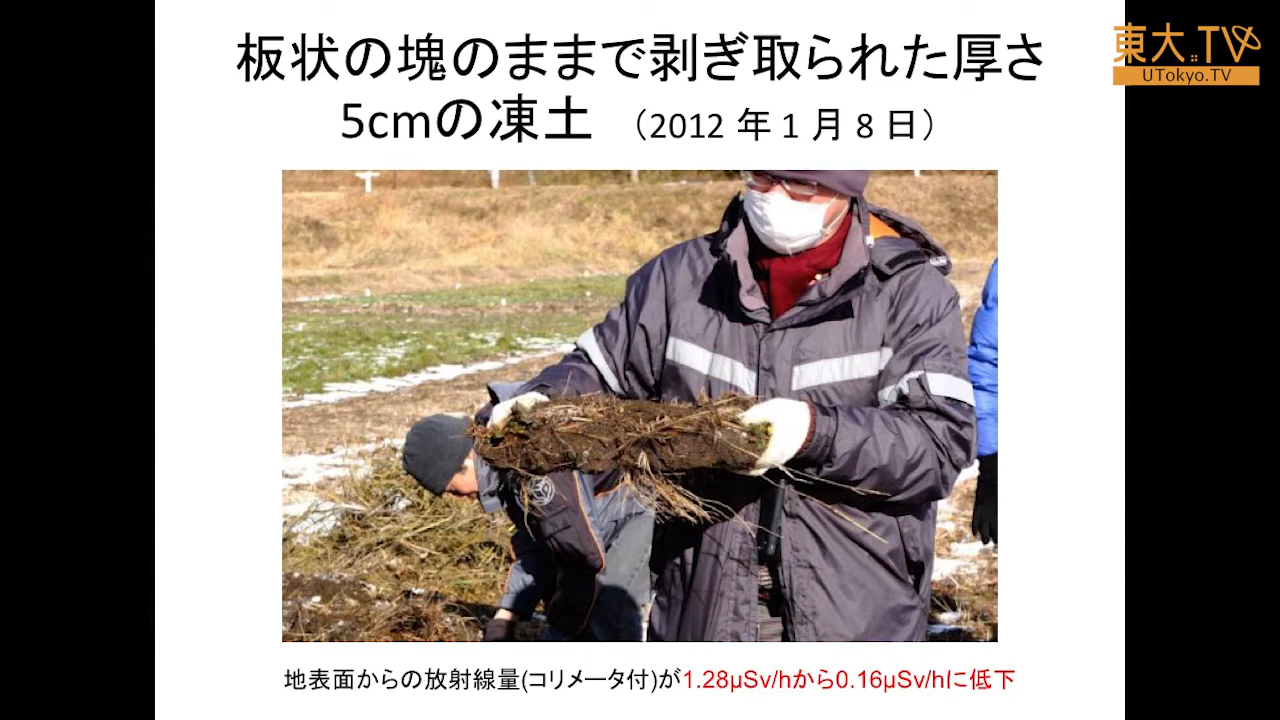 板状の塊のままで剥ぎ取られた厚さ
5cmの凍土 （2012 年 1 月 8 日）
東大.TV
UTokyo.TV
地表面からの放射線量(コリメータ付)が1.28µSv/hから0.16µSv/hに低下